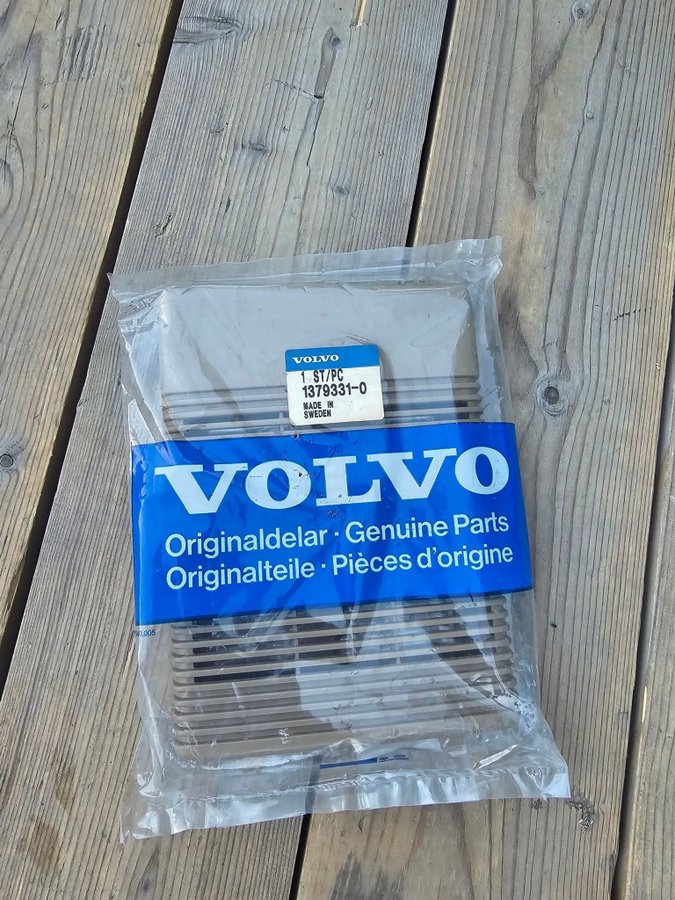 VOLVO
1 ST/PC
1379331-0
MADE IN
SWEDEN
VOLVO
Originaldelar · Genuine Parts
Originalteile · Pièces d'origine